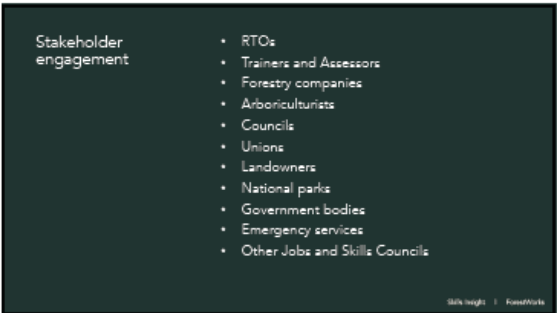 Stakeholder
engagement
• RTOs
• Trainers and Assessors
• Forestry companies
• Arboriculturists
• Councils
• Unions
• Landowners
• National parks
• Government bodies
• Emergency services
• Other Jobs and Skills Councils
Skills Insight | ForestWorks